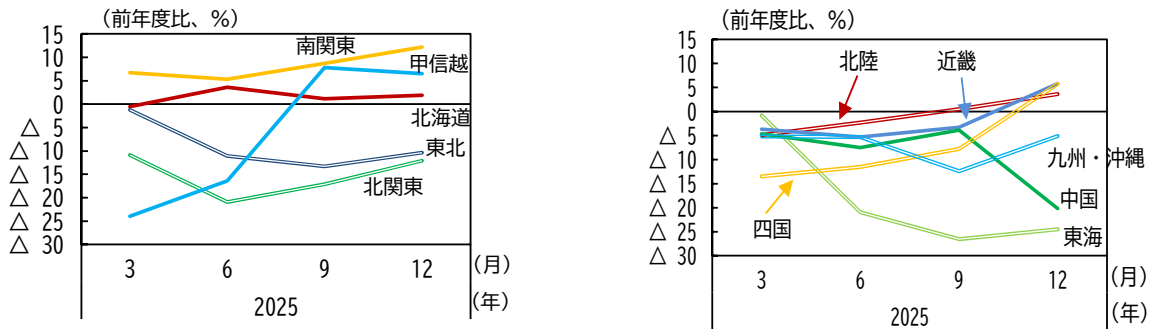 （前年度比、％）
15
10
5
0
△ 5
△ 10
△ 15
△ 20
△ 25
△ 30
南関東
甲信越
北海道
東北
北関東
3 6 9 12 （月）
2025 （年）
（前年度比、％）
15
10
5
0
△ 5
△ 10
△ 15
△ 20
△ 25
△ 30
北陸 近畿
九州・沖縄
中国
四国
東海
3 6 9 12 （月）
2025 （年）